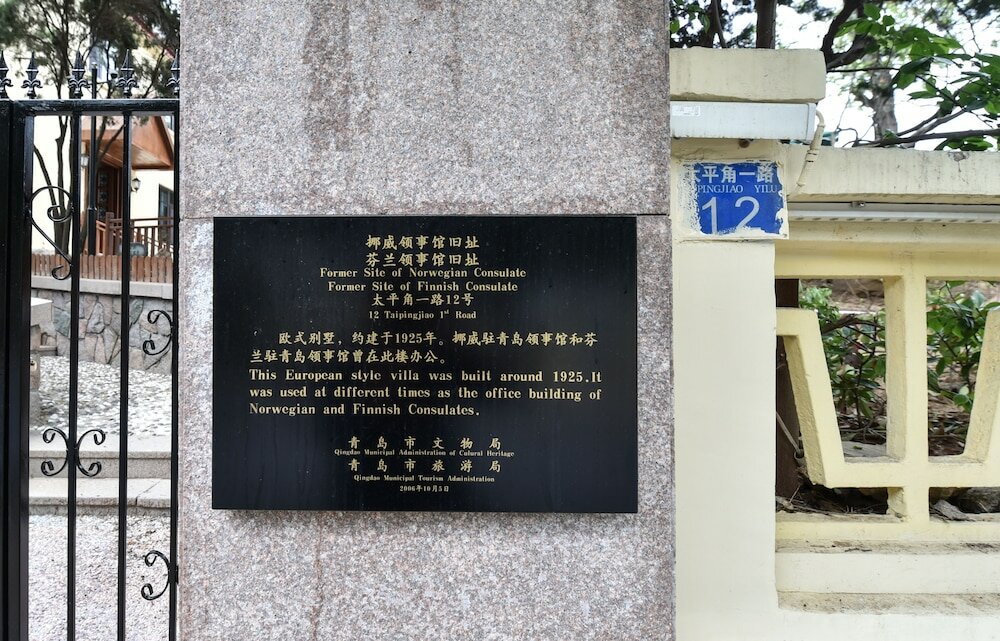 挪威领事馆旧址
芬兰领事馆旧址
Former Site of Norwegian Consulate
Former Site of Finnish Consulate
太平角一路12号
12 Taipingjiao 1st Road
欧式别墅，约建于1925年。挪威驻青岛领事馆和芬
兰驻青岛领事馆曾在此楼办公。
This European style villa was built around 1925.It
was used at different times as the office building of
Norwegian and Finnish Consulates.
青岛市文物局
Qingdao Municipal Administration of Cultural Heritage
青岛市旅游局
Qingdao Municipal Tourism Administration
2006年10月5日
太平角一路
PINGJIAO YILU
12